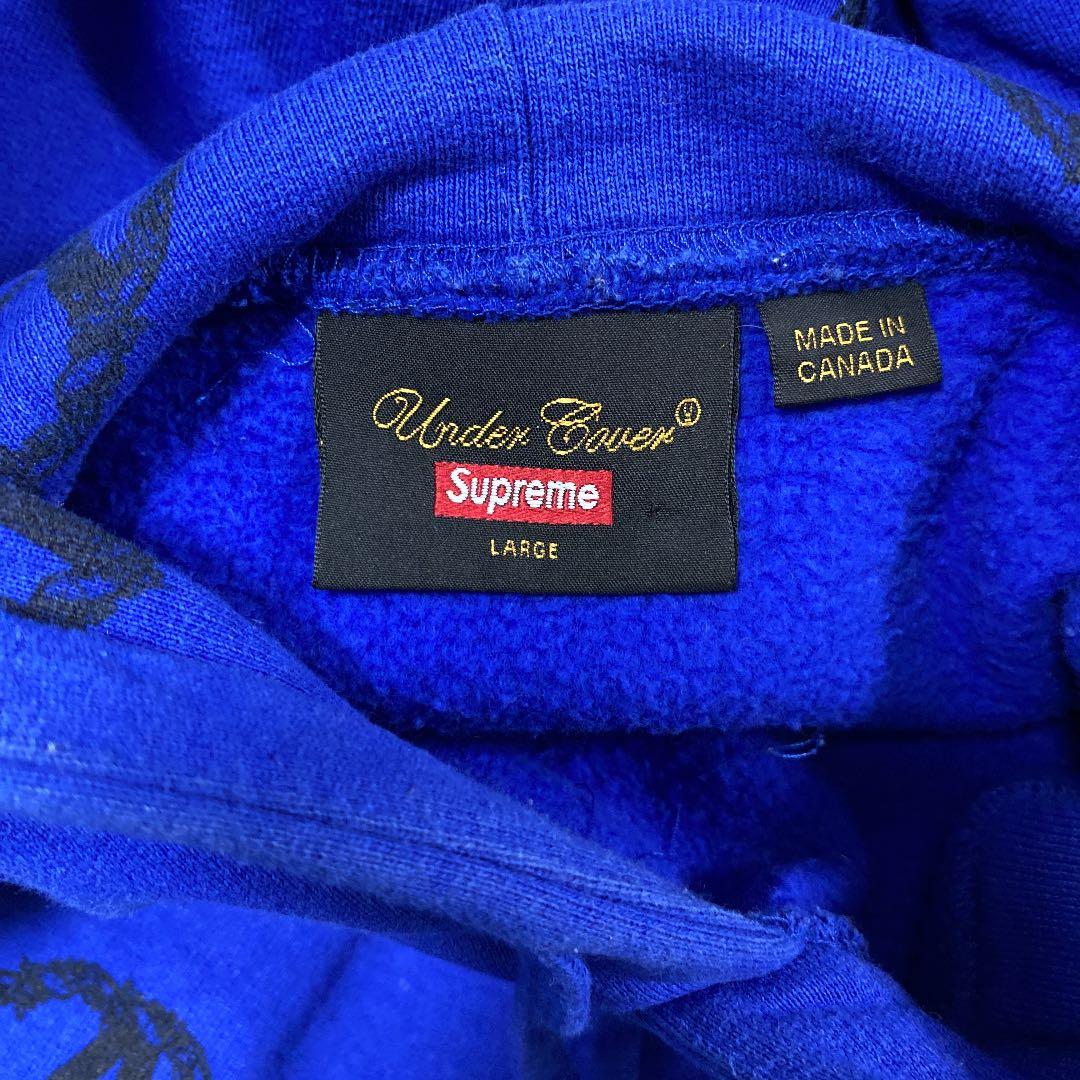 Under Cover®
Supreme
LARGE
MADE IN
CANADA